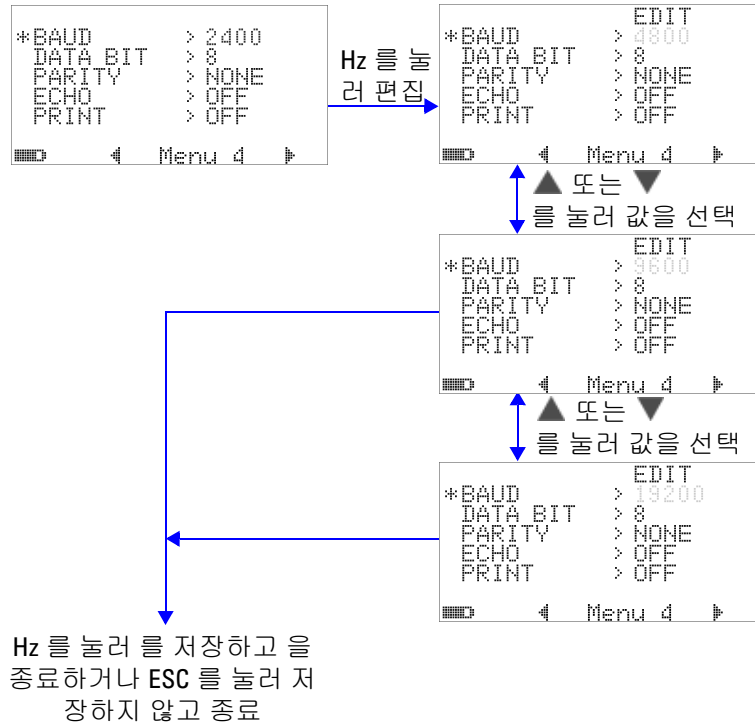 *BAUD > 2400
DATA BIT > 8
PARITY > NONE
ECHO > OFF
PRINT > OFF
Menu 4
Hz 를 눌
러 편집
EDIT
*BAUD > 4800
DATA BIT > 8
PARITY > NONE
ECHO > OFF
PRINT > OFF
Menu 4
▲ 또는 ▼
를 눌러 값을 선택
EDIT
*BAUD > 9600
DATA BIT > 8
PARITY > NONE
ECHO > OFF
PRINT > OFF
Menu 4
▲ 또는 ▼
를 눌러 값을 선택
EDIT
*BAUD > 19200
DATA BIT > 8
PARITY > NONE
ECHO > OFF
PRINT > OFF
Menu 4
Hz 를 눌러 를 저장하고 을
종료하거나 ESC 를 눌러 저
장하지 않고 종료